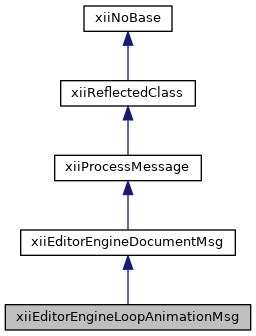 xiiNoBase
xiiReflectedClass
xiiProcessMessage
xiiEditorEngineDocumentMsg
xiiEditorEngineLoopAnimationMsg